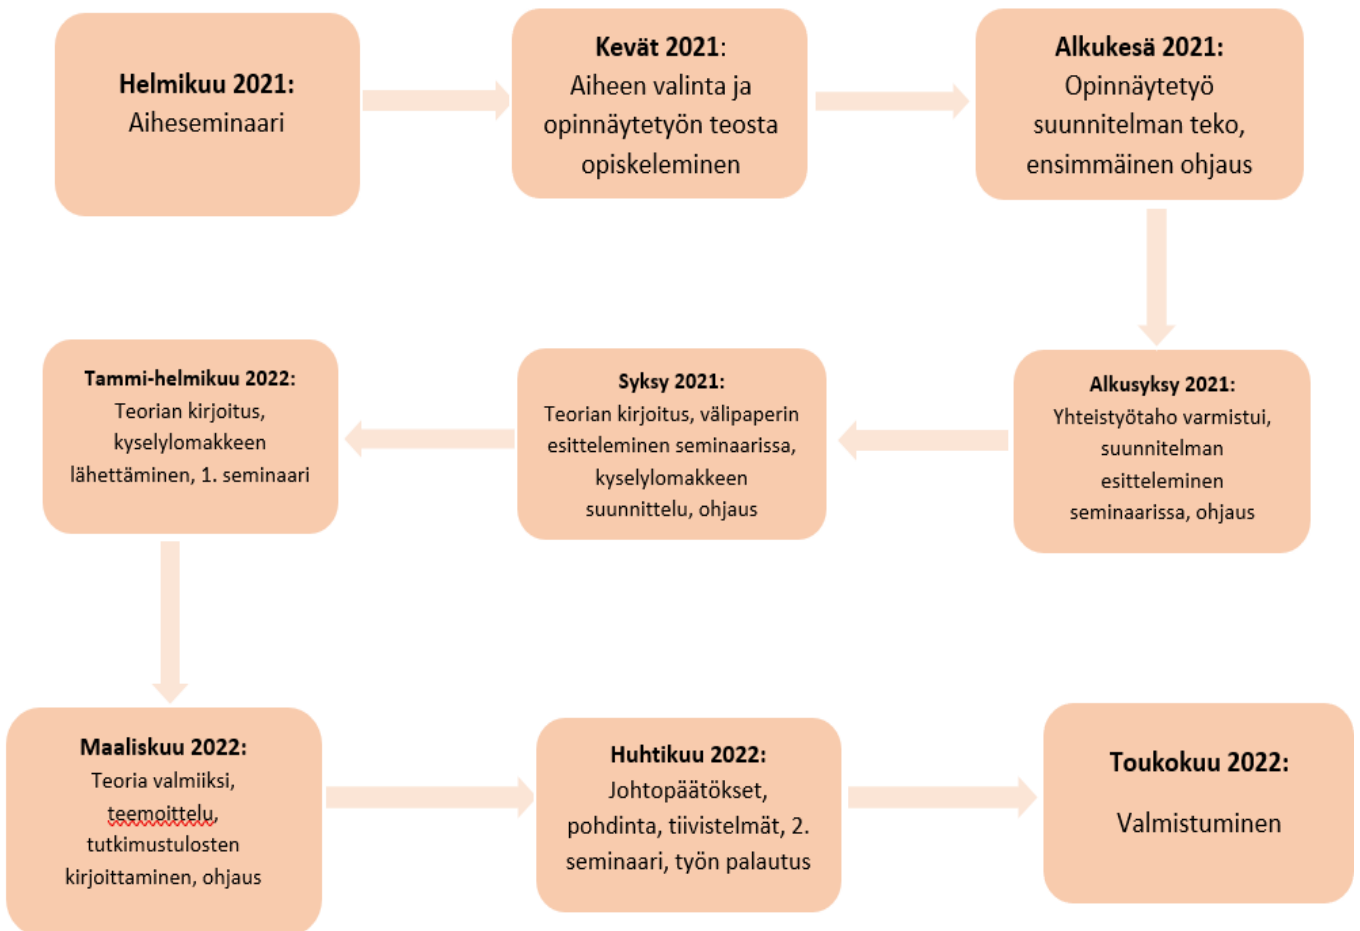 Helmikuu 2021:
Aiheseminaari
Kevät 2021:
Aiheen valinta ja
opinnäytetyön teosta
opiskeleminen
Alkukesä 2021:
Opinnäytetyö
suunnitelman teko,
ensimmäinen ohjaus
Alkusyksy 2021:
Yhteistyötaho varmistui,
suunnitelman
esitteleminen
seminaarissa, ohjaus
Syksy 2021:
Teorian kirjoitus, välipaperin
esitteleminen seminaarissa,
kyselylomakkeen
suunnittelu, ohjaus
Tammi-helmikuu 2022:
Teorian kirjoitus,
kyselylomakkeen
lähettäminen, 1. seminaari
Maaliskuu 2022:
Teoria valmiiksi,
teemoittelu,
tutkimustulosten
kirjoittaminen, ohjaus
Huhtikuu 2022:
Johtopäätökset,
pohdinta, tiivistelmät, 2.
seminaari, työn palautus
Toukokuu 2022:
Valmistuminen